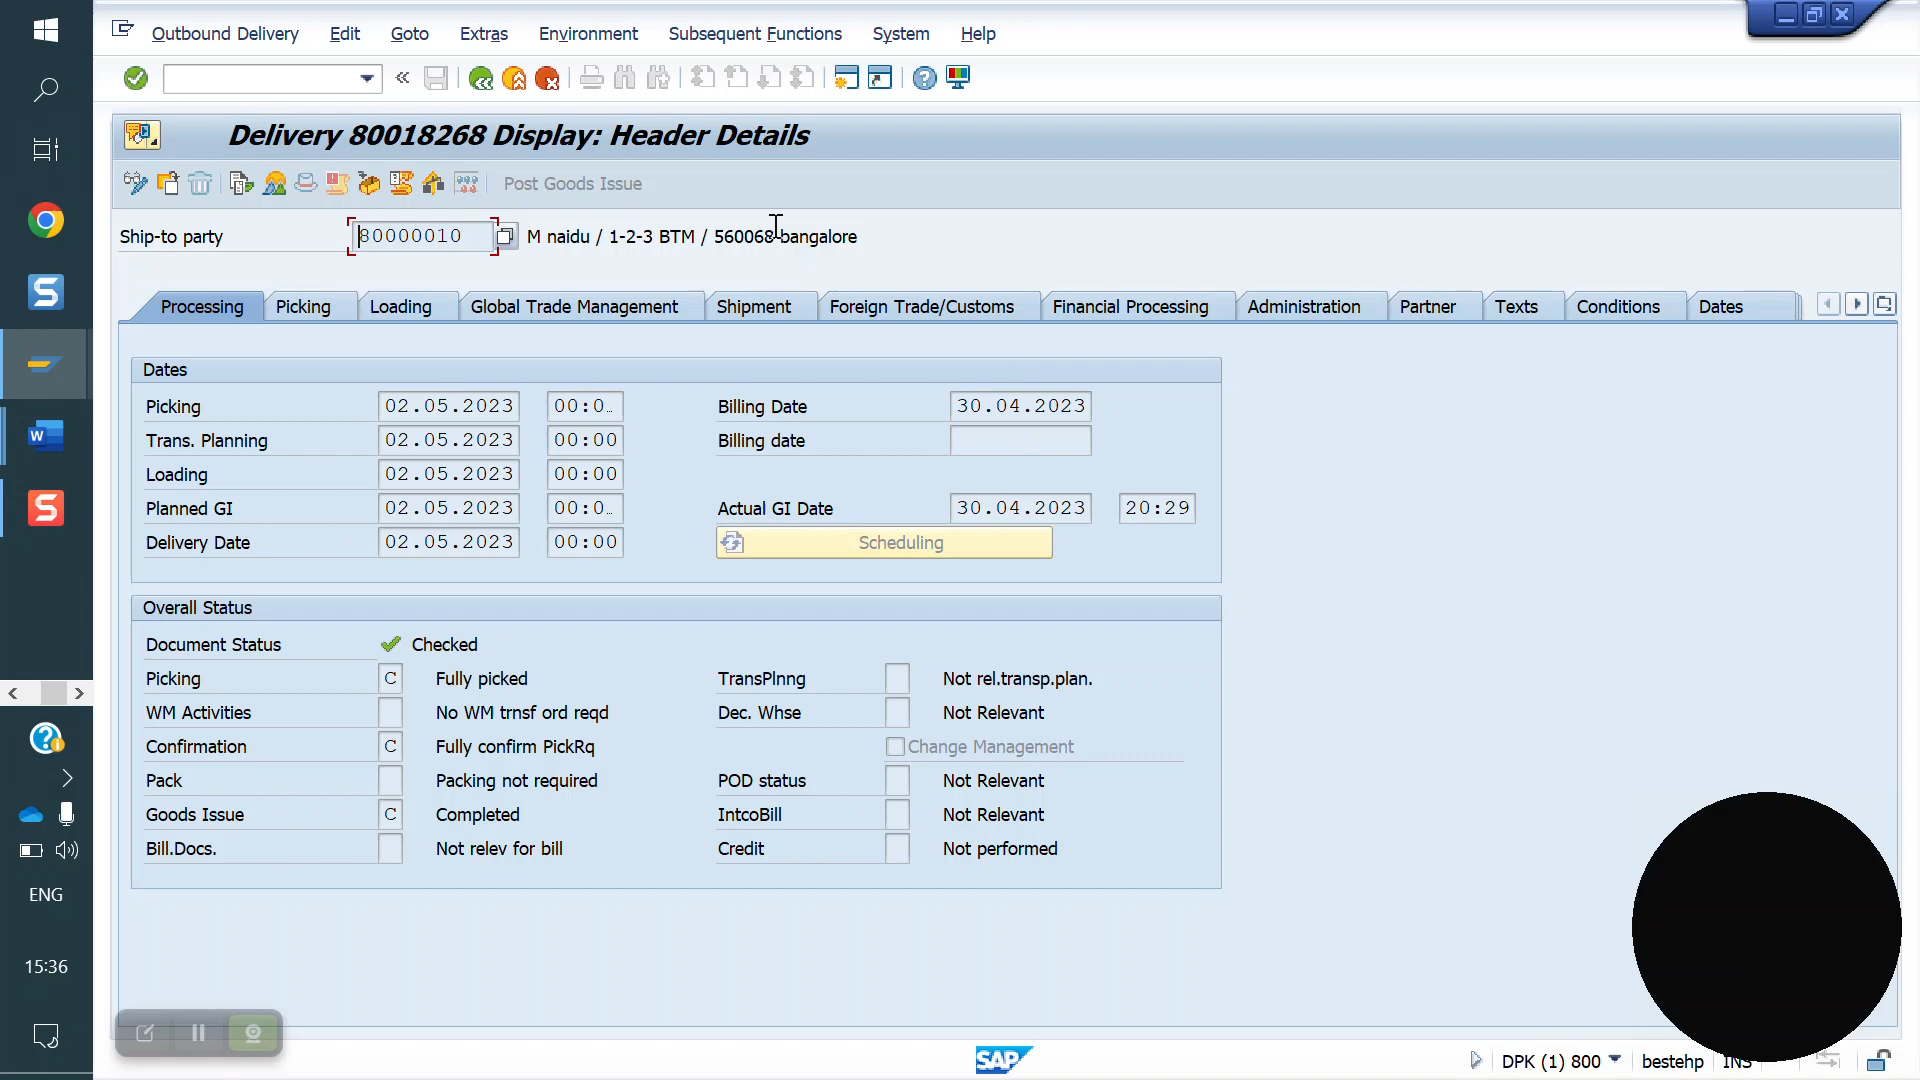 Outbound Delivery Edit Goto Extras Environment Subsequent Functions System Help
Delivery 80018268 Display: Header Details
Post Goods Issue
Ship-to party 80000010 M naidu / 1-2-3 BTM / 560068 bangalore
Processing Picking Loading Global Trade Management Shipment Foreign Trade/Customs Financial Processing Administration Partner Texts Conditions Dates
Dates
Picking 02.05.2023 00:0.. Billing Date 30.04.2023
Trans. Planning 02.05.2023 00:00 Billing date
Loading 02.05.2023 00:00
Planned GI 02.05.2023 00:0.. Actual GI Date 30.04.2023 20:29
Delivery Date 02.05.2023 00:00 Scheduling
Overall Status
Document Status Checked
Picking C Fully picked TransPlnng Not rel.transp.plan.
WM Activities No WM trnsf ord reqd Dec. Whse Not Relevant
Confirmation C Fully confirm PickRq Change Management
Pack Packing not required POD status Not Relevant
Goods Issue C Completed IntcoBill Not Relevant
Bill.Docs. Not relev for bill Credit Not performed
ENG
15:36
SAP DPK (1) 800 bestehp INS